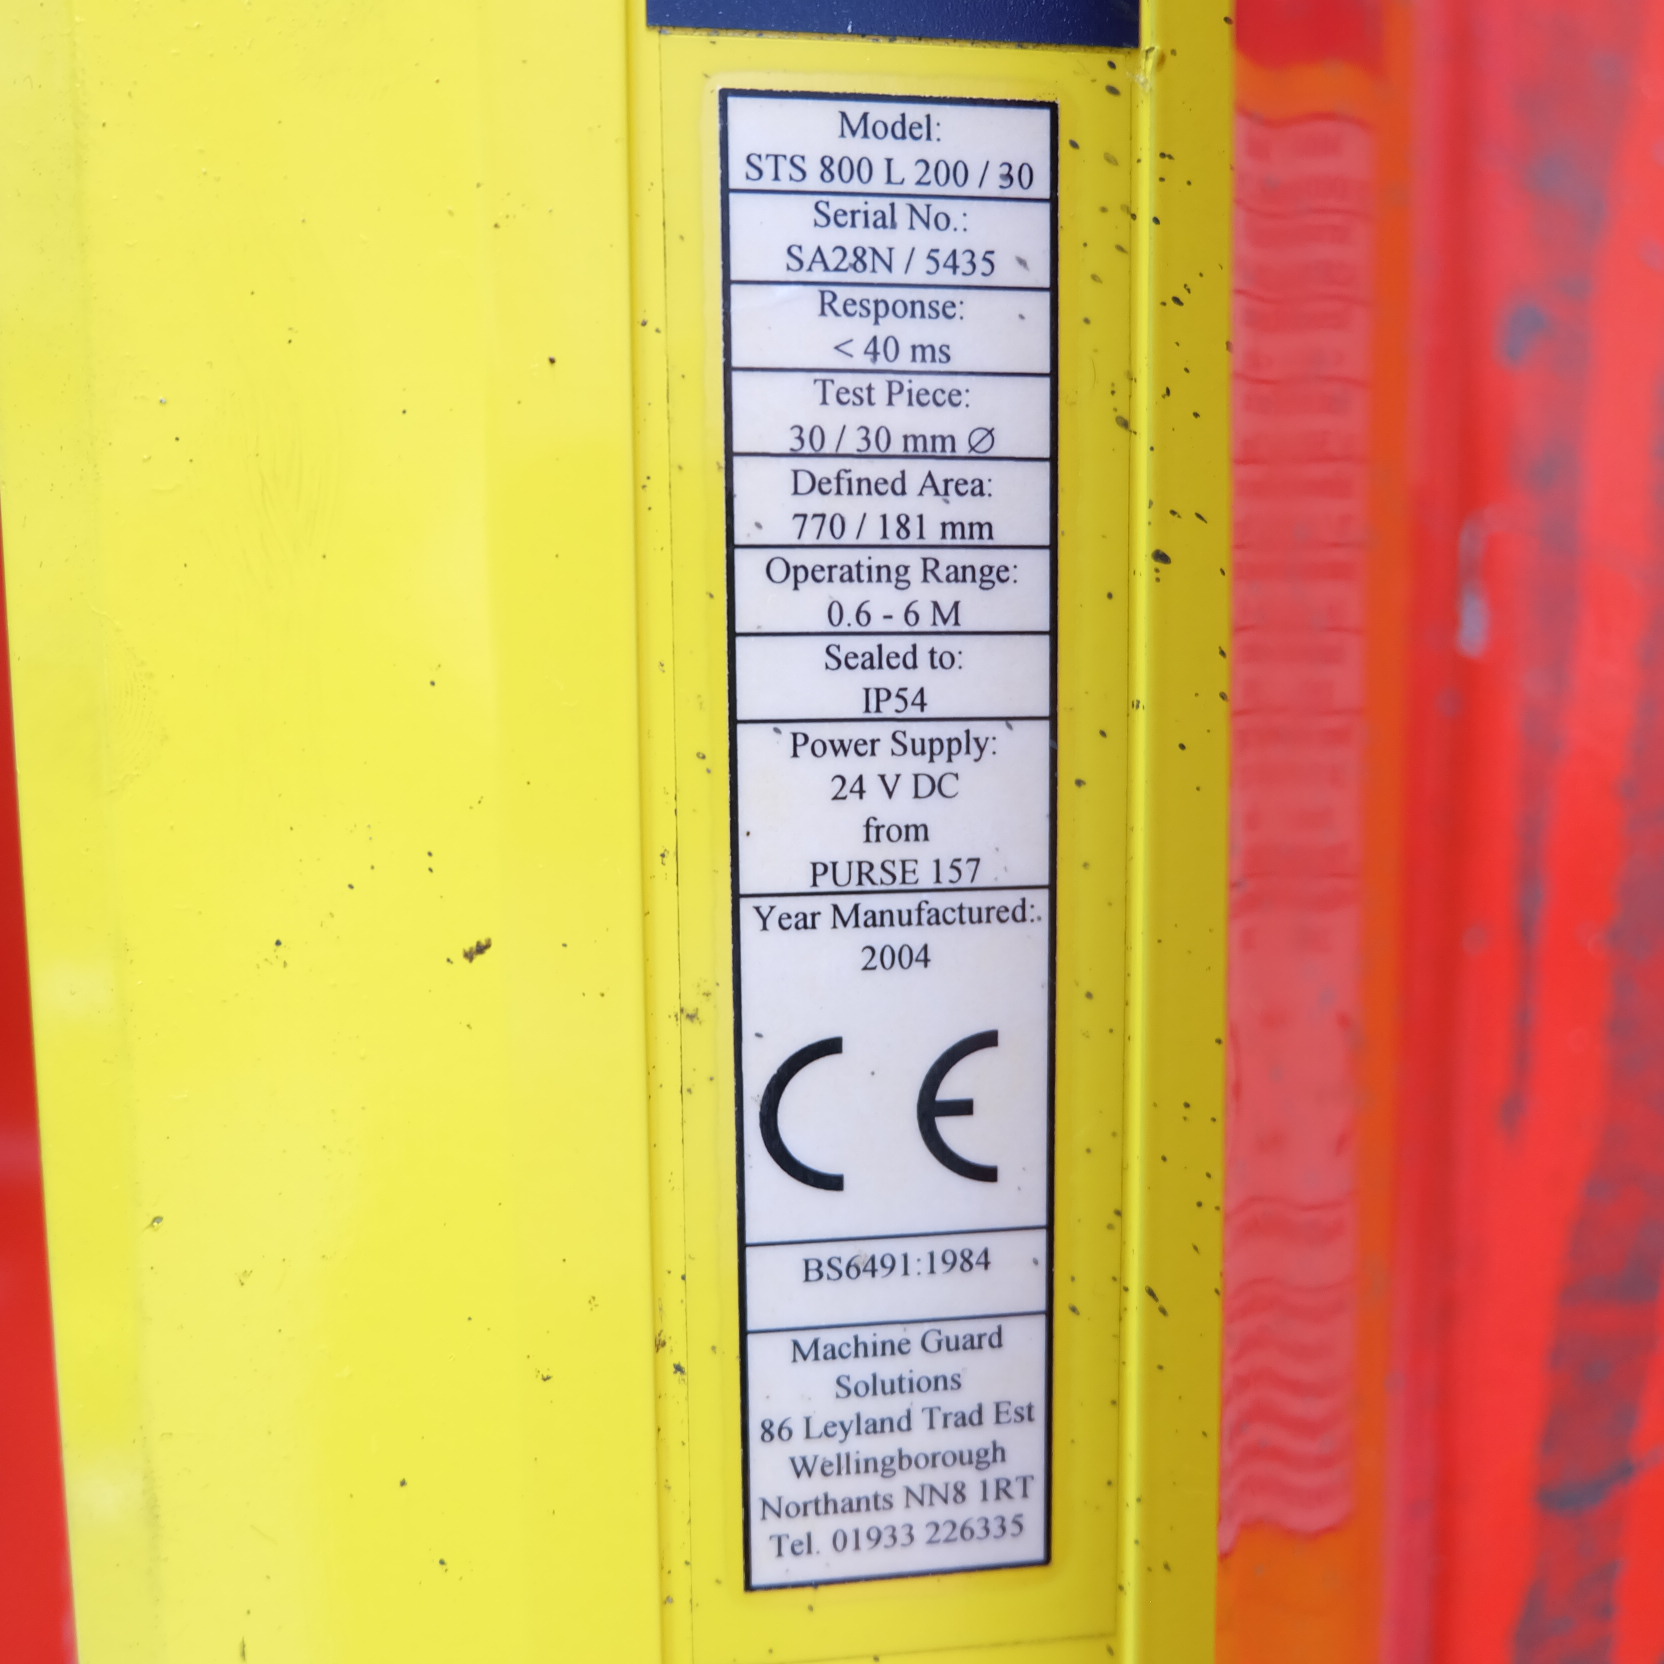 Model:
STS 800 L 200 / 30
Serial No.:
SA28N / 5435
Response:
< 40 ms
Test Piece:
30 / 30 mm Ø
Defined Area:
770 / 181 mm
Operating Range:
0.6 - 6 M
Sealed to:
IP54
Power Supply:
24 V DC
from
PURSE 157
Year Manufactured:
2004
CE
BS6491:1984
Machine Guard
Solutions
86 Leyland Trad Est
Wellingborough
Northants NN8 1RT
Tel. 01933 226335